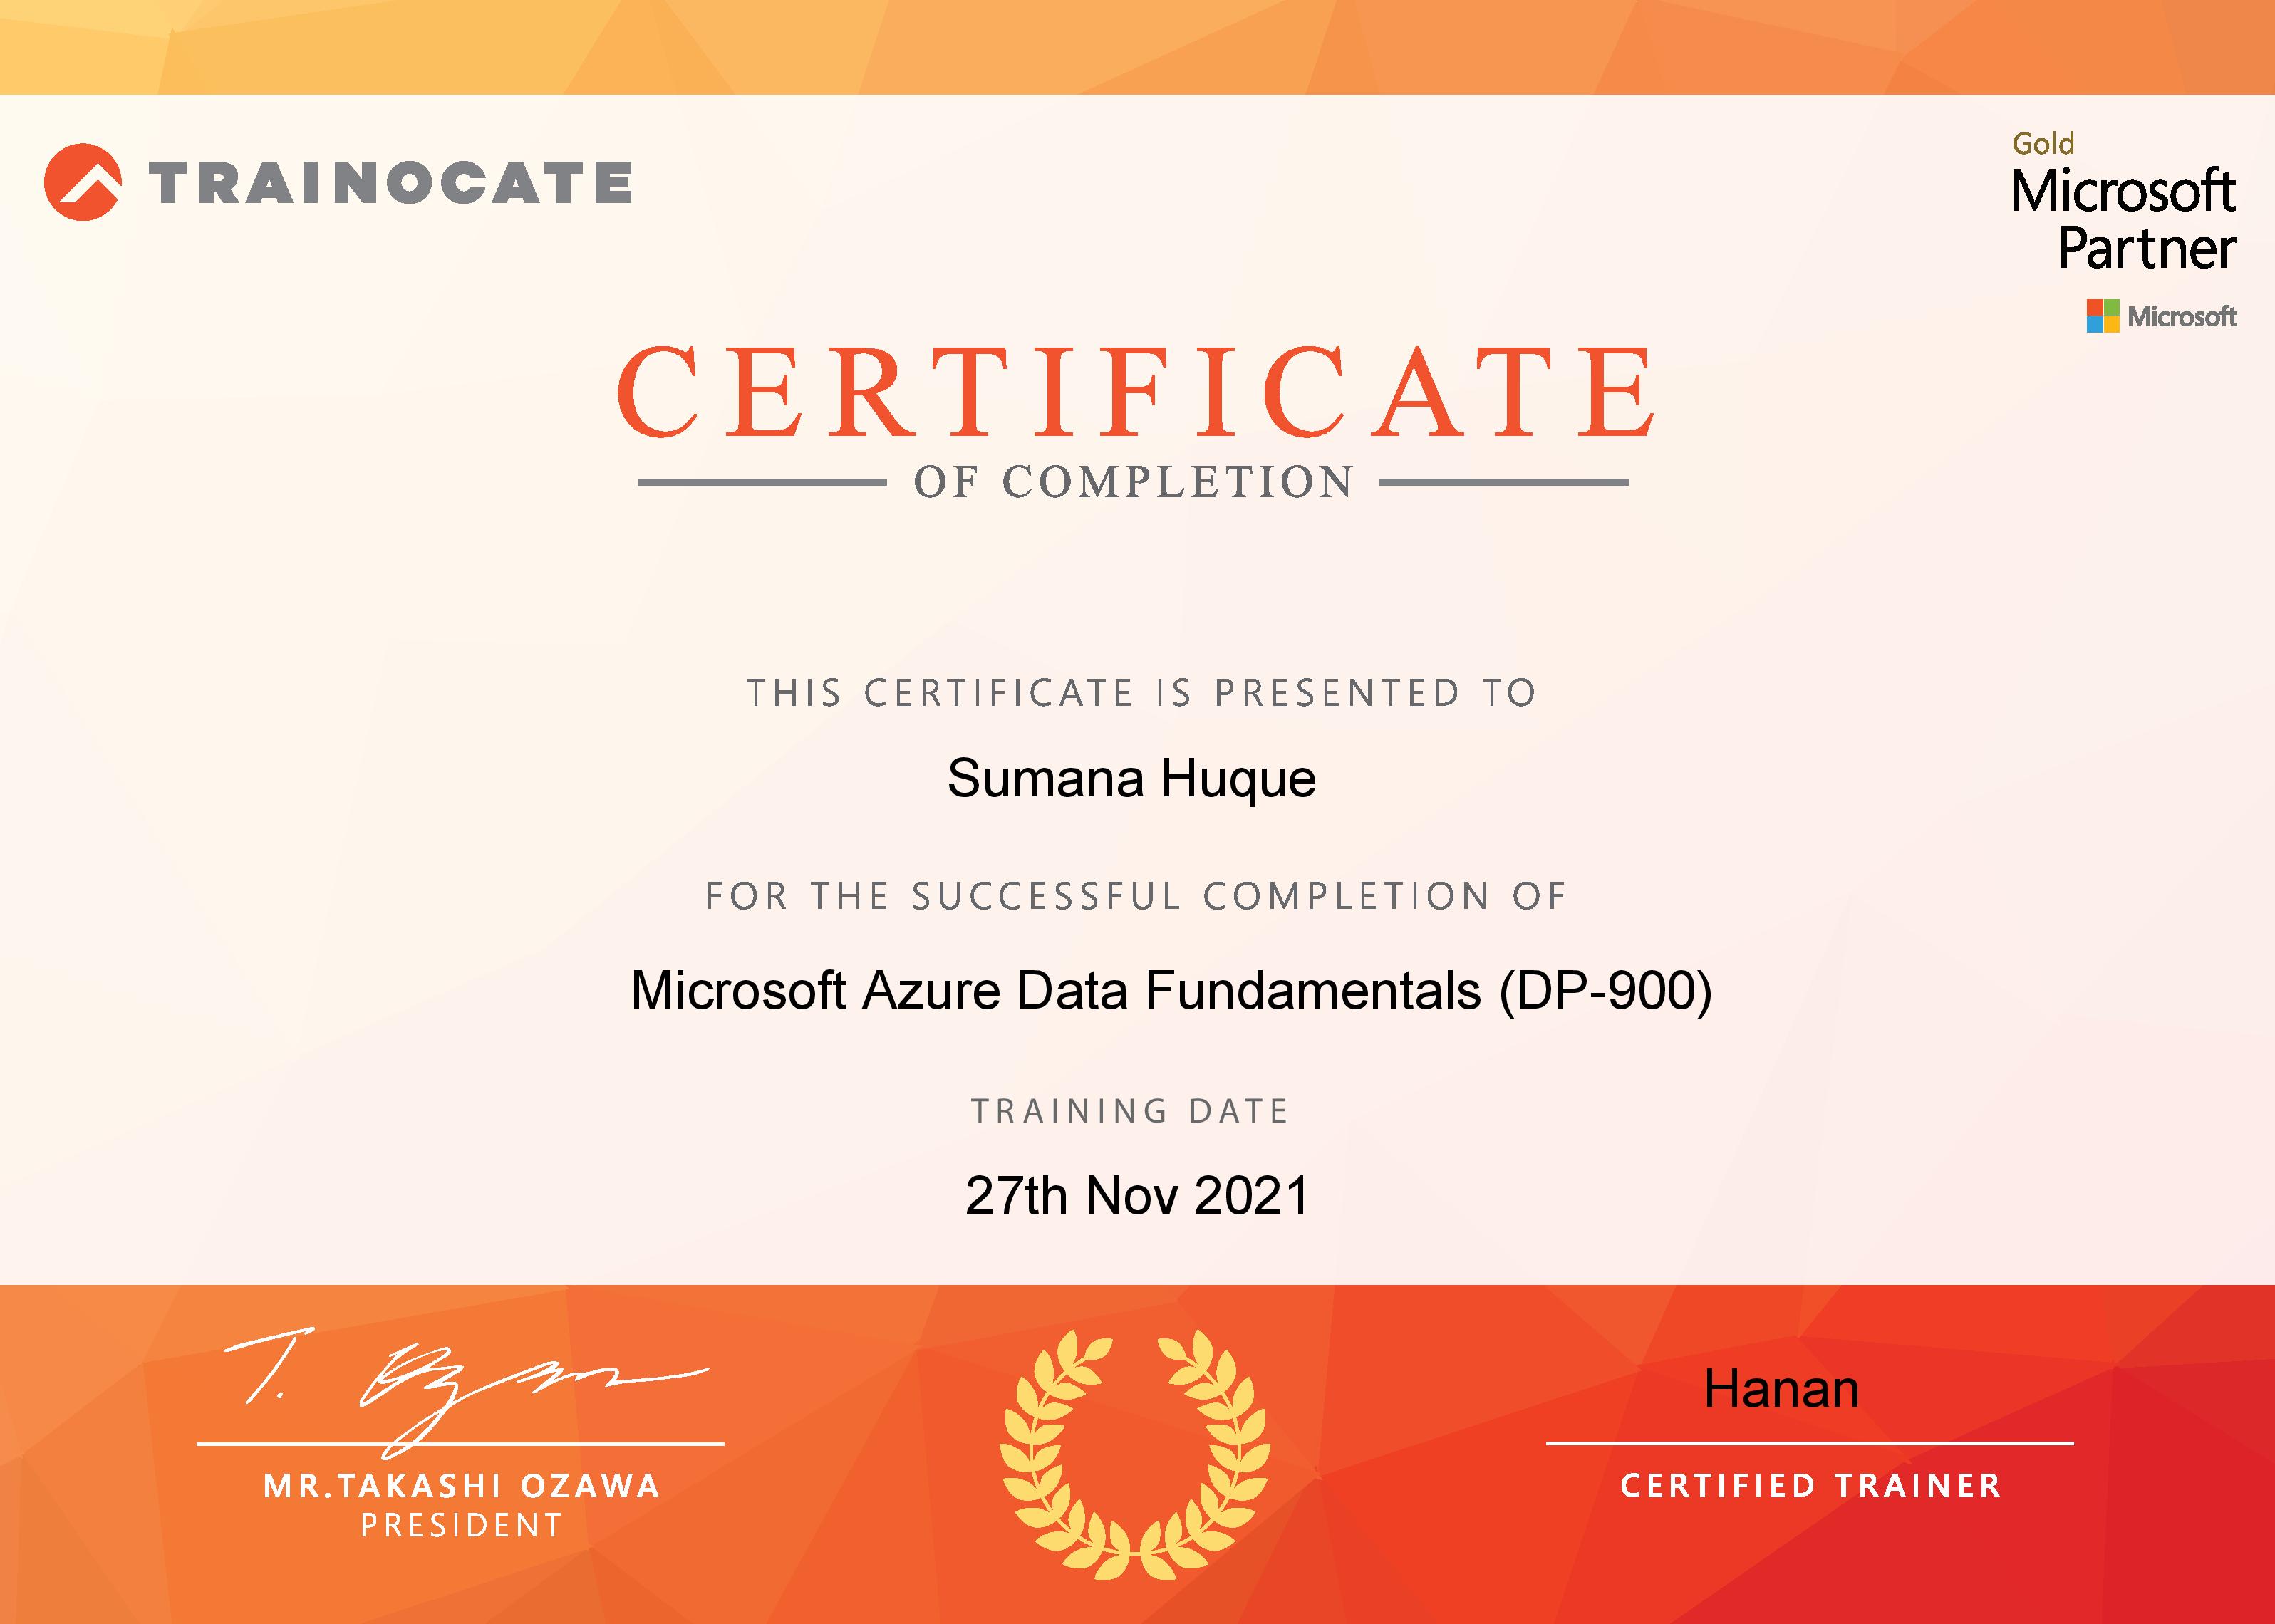 TRAINOCATE
Gold
Microsoft
Partner
Microsoft
CERTIFICATE
OF COMPLETION
THIS CERTIFICATE IS PRESENTED TO
Sumana Huque
FOR THE SUCCESSFUL COMPLETION OF
Microsoft Azure Data Fundamentals (DP-900)
TRAINING DATE
27th Nov 2021
T. Ozawa
MR.TAKASHI OZAWA
PRESIDENT
Hanan
CERTIFIED TRAINER